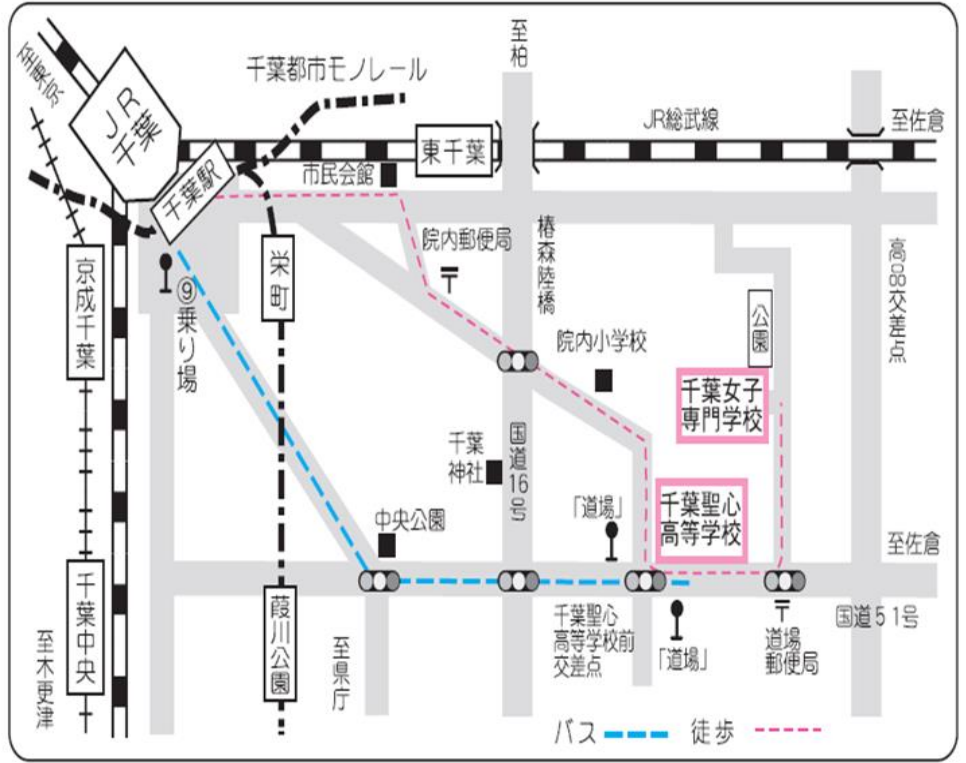 至柏
至東京
千葉都市モノレール
JR
千葉
JR総武線
至佐倉
東千葉
市民会館
千葉駅
院内郵便局
〒
椿森陸橋
高品交差点
栄町
京成千葉
⑨乗り場
公園
院内小学校
千葉女子
専門学校
千葉
神社
国道16号
「道場」
千葉聖心
高等学校
中央公園
至佐倉
千葉中央
葭川公園
至県庁
千葉聖心
高等学校前
交差点
「道場」
〒
道場
郵便局
国道51号
至木更津
バス
徒歩